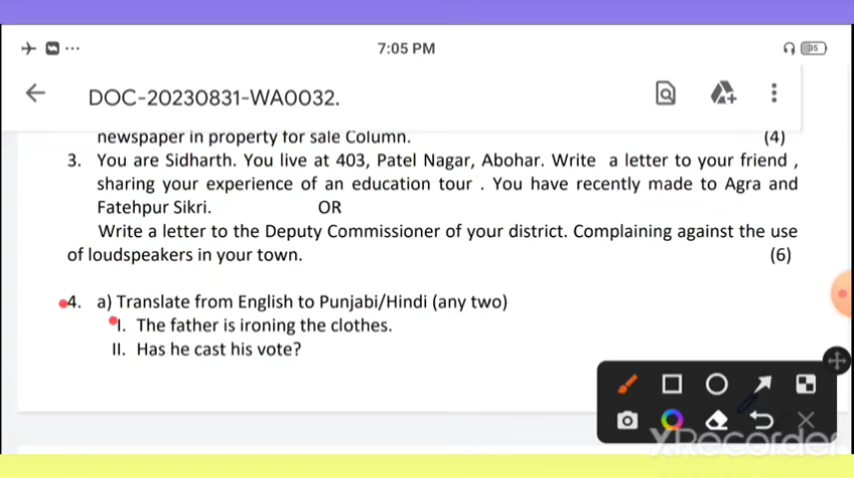 7:05 PM
35
DOC-20230831-WA0032.
newspaper in property for sale Column. (4)
3. You are Sidharth. You live at 403, Patel Nagar, Abohar. Write a letter to your friend ,
sharing your experience of an education tour . You have recently made to Agra and
Fatehpur Sikri. OR
Write a letter to the Deputy Commissioner of your district. Complaining against the use
of loudspeakers in your town. (6)
4. a) Translate from English to Punjabi/Hindi (any two)
I. The father is ironing the clothes.
II. Has he cast his vote?
XRecorder